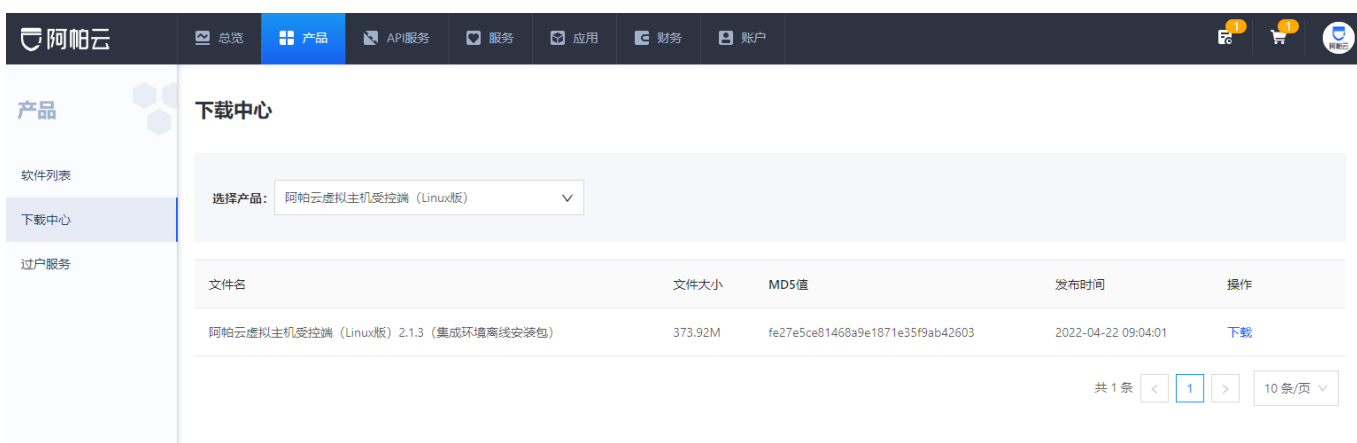 阿帕云 总览 产品 API服务 服务 应用 财务 账户 1 1
阿帕云
产品
软件列表
下载中心
过户服务
下载中心
选择产品: 阿帕云虚拟主机受控端（Linux版）
文件名 文件大小 MD5值 发布时间 操作
阿帕云虚拟主机受控端（Linux版）2.1.3（集成环境离线安装包） 373.92M fe27e5ce81468a9e1871e35f9ab42603 2022-04-22 09:04:01 下载
共 1 条 < 1 > 10 条/页